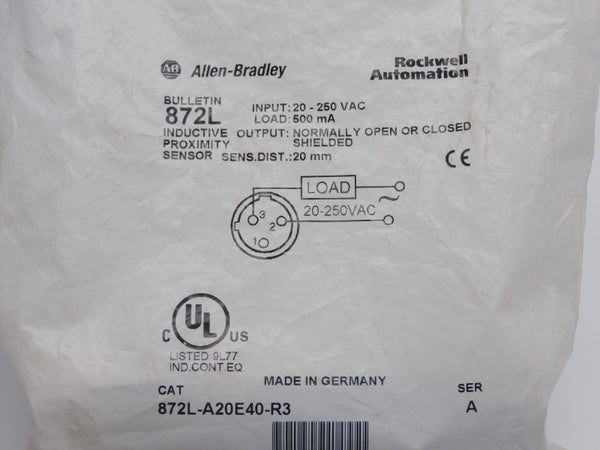 AB Allen-Bradley
Rockwell
Automation
BULLETIN
872L
INDUCTIVE
PROXIMITY
SENSOR
INPUT: 20 - 250 VAC
LOAD: 500 mA
OUTPUT: NORMALLY OPEN OR CLOSED
SHIELDED
SENS.DIST.: 20 mm
CE
LOAD
20-250VAC
~
3
2
1
C UL US
LISTED 9L77
IND.CONT.EQ
MADE IN GERMANY
CAT
872L-A20E40-R3
SER
A